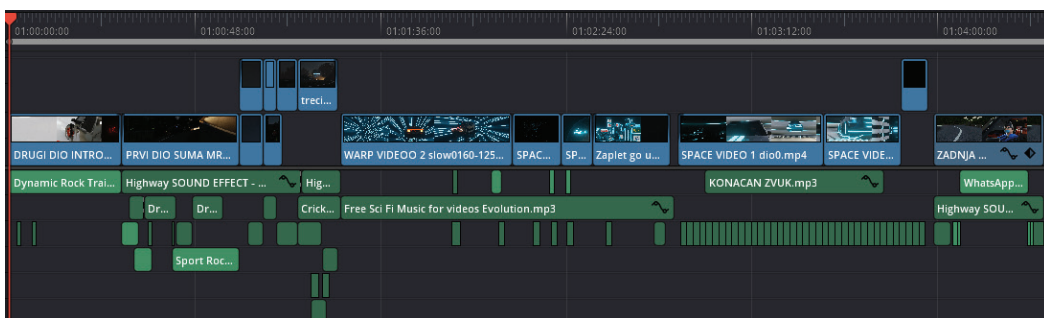 01:00:00:00 01:00:48:00 01:01:36:00 01:02:24:00 01:03:12:00 01:04:00:00
treci...
DRUGI DIO INTRO... PRVI DIO SUMA MR... WARP VIDEOO 2 slow0160-125... SPAC... SP... Zaplet go u... SPACE VIDEO 1 dio0.mp4 SPACE VIDE... ZADNJA ...
Dynamic Rock Trai... Highway SOUND EFFECT - ... Hig... KONACAN ZVUK.mp3 WhatsApp...
Dr... Dr... Crick... Free Sci Fi Music for videos Evolution.mp3 Highway SOU...
Sport Roc...